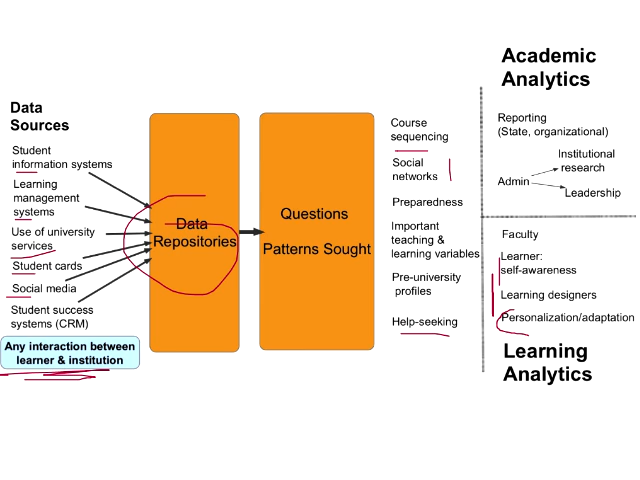 Data
Sources
Student
information systems
Learning
management
systems
Use of university
services
Student cards
Social media
Student success
systems (CRM)
Any interaction between
learner & institution
Data
Repositories
Questions
Patterns Sought
Course
sequencing
Social
networks
Preparedness
Important
teaching &
learning variables
Pre-university
profiles
Help-seeking
Academic
Analytics
Reporting
(State, organizational)
Institutional
research
Admin
Leadership
Faculty
Learner:
self-awareness
Learning designers
Personalization/adaptation
Learning
Analytics